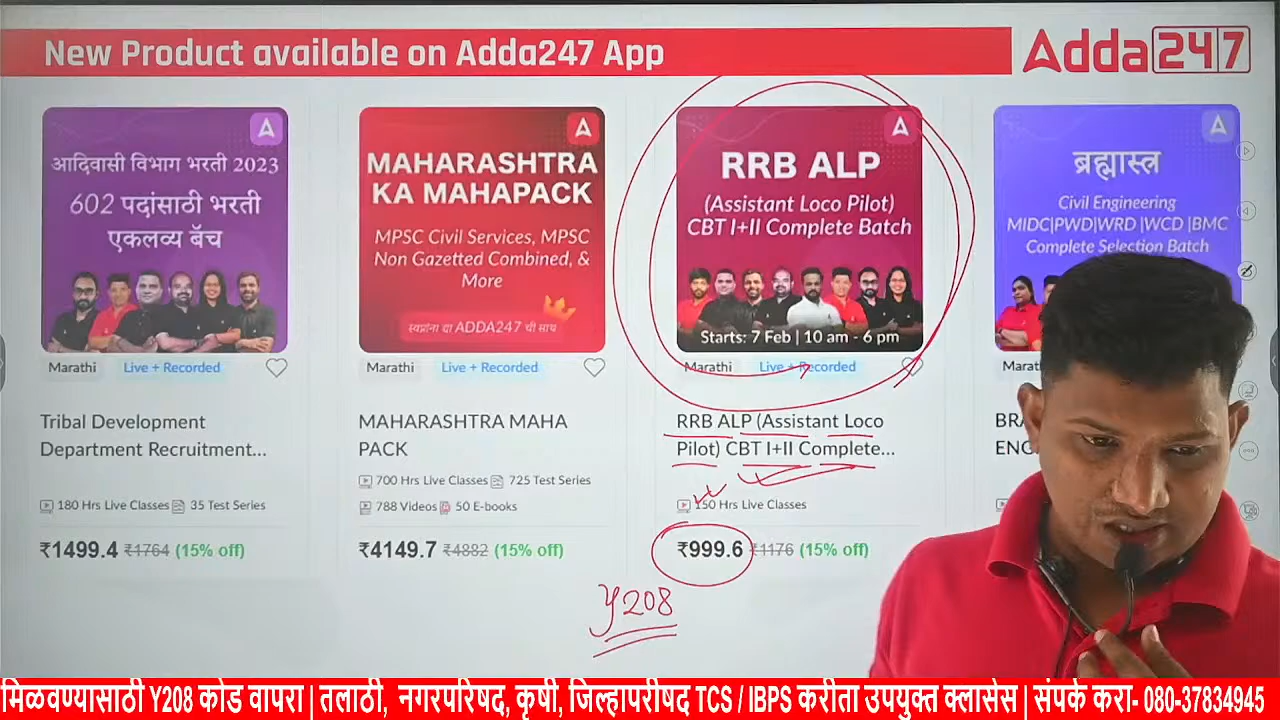 New Product available on Adda247 App
Adda247
आदिवासी विभाग भरती 2023
602 पदांसाठी भरती
एकलव्य बॅच
Marathi
Live + Recorded
Tribal Development
Department Recruitment...
180 Hrs Live Classes
35 Test Series
₹1499.4 ₹1764 (15% off)
MAHARASHTRA
KA MAHAPACK
MPSC Civil Services, MPSC
Non Gazetted Combined, &
More
स्वप्नांना द्या ADDA247 ची साथ
Marathi
Live + Recorded
MAHARASHTRA MAHA
PACK
700 Hrs Live Classes
725 Test Series
788 Videos
50 E-books
₹4149.7 ₹4882 (15% off)
RRB ALP
(Assistant Loco Pilot)
CBT I+II Complete Batch
Starts: 7 Feb | 10 am - 6 pm
Marathi
Live + Recorded
RRB ALP (Assistant Loco
Pilot) CBT I+II Complete...
150 Hrs Live Classes
₹999.6 ₹1176 (15% off)
Y208
ब्रह्मास्त्र
Civil Engineering
MIDC|PWD|WRD |WCD |BMC
Complete Selection Batch
मिळवण्यासाठी Y208 कोड वापरा | तलाठी, नगरपरिषद, कृषी, जिल्हापरीषद TCS / IBPS करीता उपयुक्त क्लासेस | संपर्क करा- 080-37834945